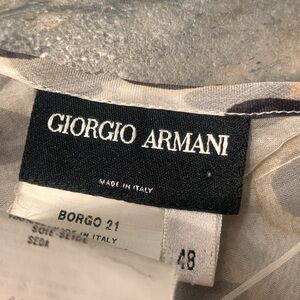 GIORGIO ARMANI
MADE IN ITALY
BORGO 21
IN ITALY
48
SOIE SEIDE
SEDA